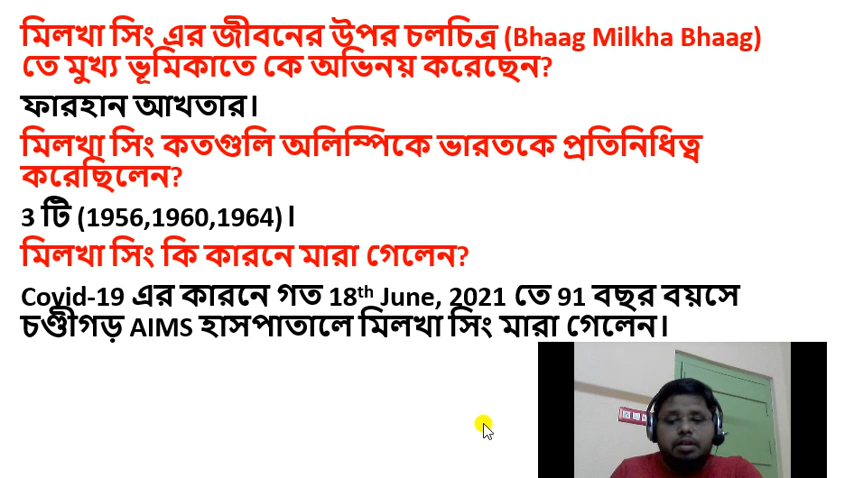 মিলখা সিং এর জীবনের উপর চলচিত্র (Bhaag Milkha Bhaag)
তে মুখ্য ভূমিকাতে কে অভিনয় করেছেন?
ফারহান আখতার।
মিলখা সিং কতগুলি অলিম্পিকে ভারতকে প্রতিনিধিত্ব
করেছিলেন?
3 টি (1956,1960,1964)।
মিলখা সিং কি কারনে মারা গেলেন?
Covid-19 এর কারনে গত 18th June, 2021 তে 91 বছর বয়সে
চণ্ডীগড় AIMS হাসপাতালে মিলখা সিং মারা গেলেন।